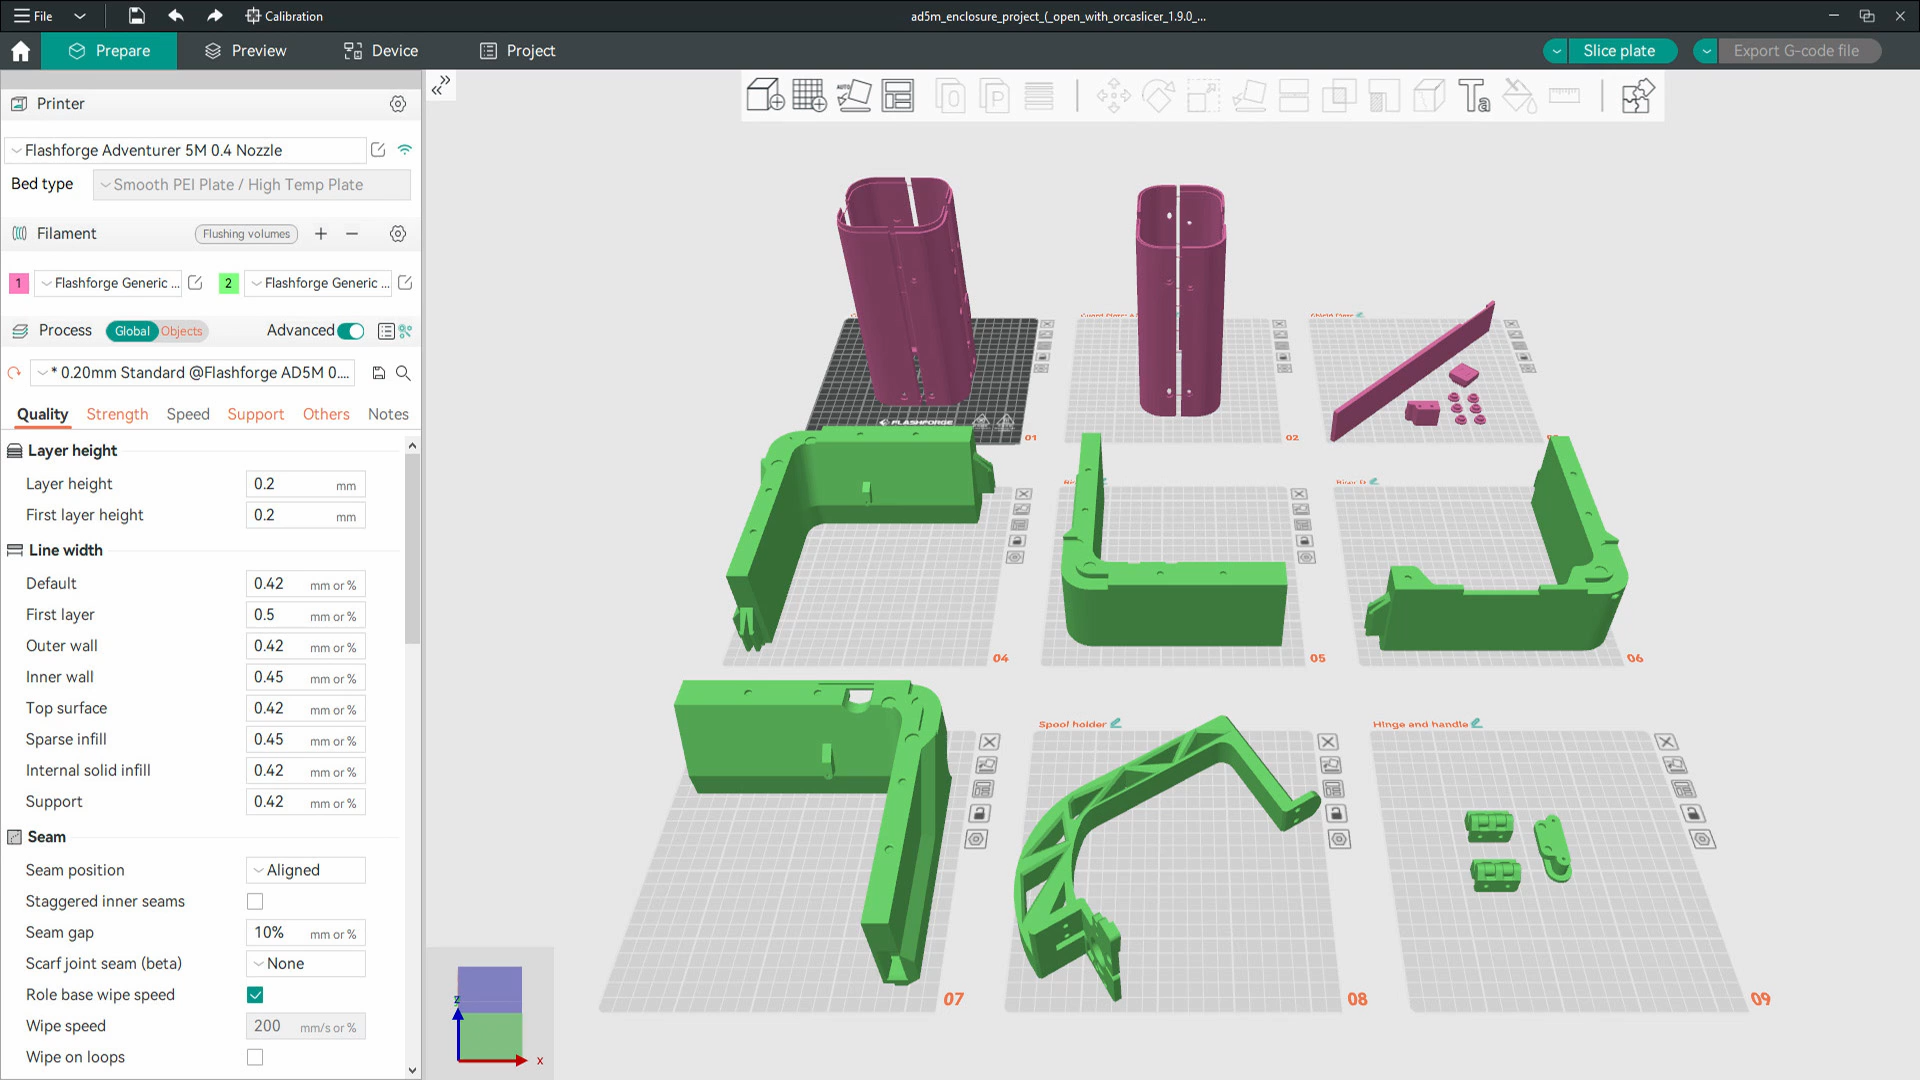 File
Calibration
ad5m_enclosure_project_(_open_with_orcaslicer_1.9.0_...
Prepare
Preview
Device
Project
Slice plate
Export G-code file
Printer
Flashforge Adventurer 5M 0.4 Nozzle
Bed type
Smooth PEI Plate / High Temp Plate
Filament
Flushing volumes
1
Flashforge Generic ...
2
Flashforge Generic ...
Process
Global
Objects
Advanced
* 0.20mm Standard @Flashforge AD5M 0....
Quality
Strength
Speed
Support
Others
Notes
Layer height
Layer height
0.2 mm
First layer height
0.2 mm
Line width
Default
0.42 mm or %
First layer
0.5 mm or %
Outer wall
0.42 mm or %
Inner wall
0.45 mm or %
Top surface
0.42 mm or %
Sparse infill
0.45 mm or %
Internal solid infill
0.42 mm or %
Support
0.42 mm or %
Seam
Seam position
Aligned
Staggered inner seams
Seam gap
10% mm or %
Scarf joint seam (beta)
None
Role base wipe speed
Wipe speed
200 mm/s or %
Wipe on loops
AUTO
O
P
Ta
FLASHFORGE
01
02
04
05
06
Spool holder
Hinge and handle
07
08
09
z
x